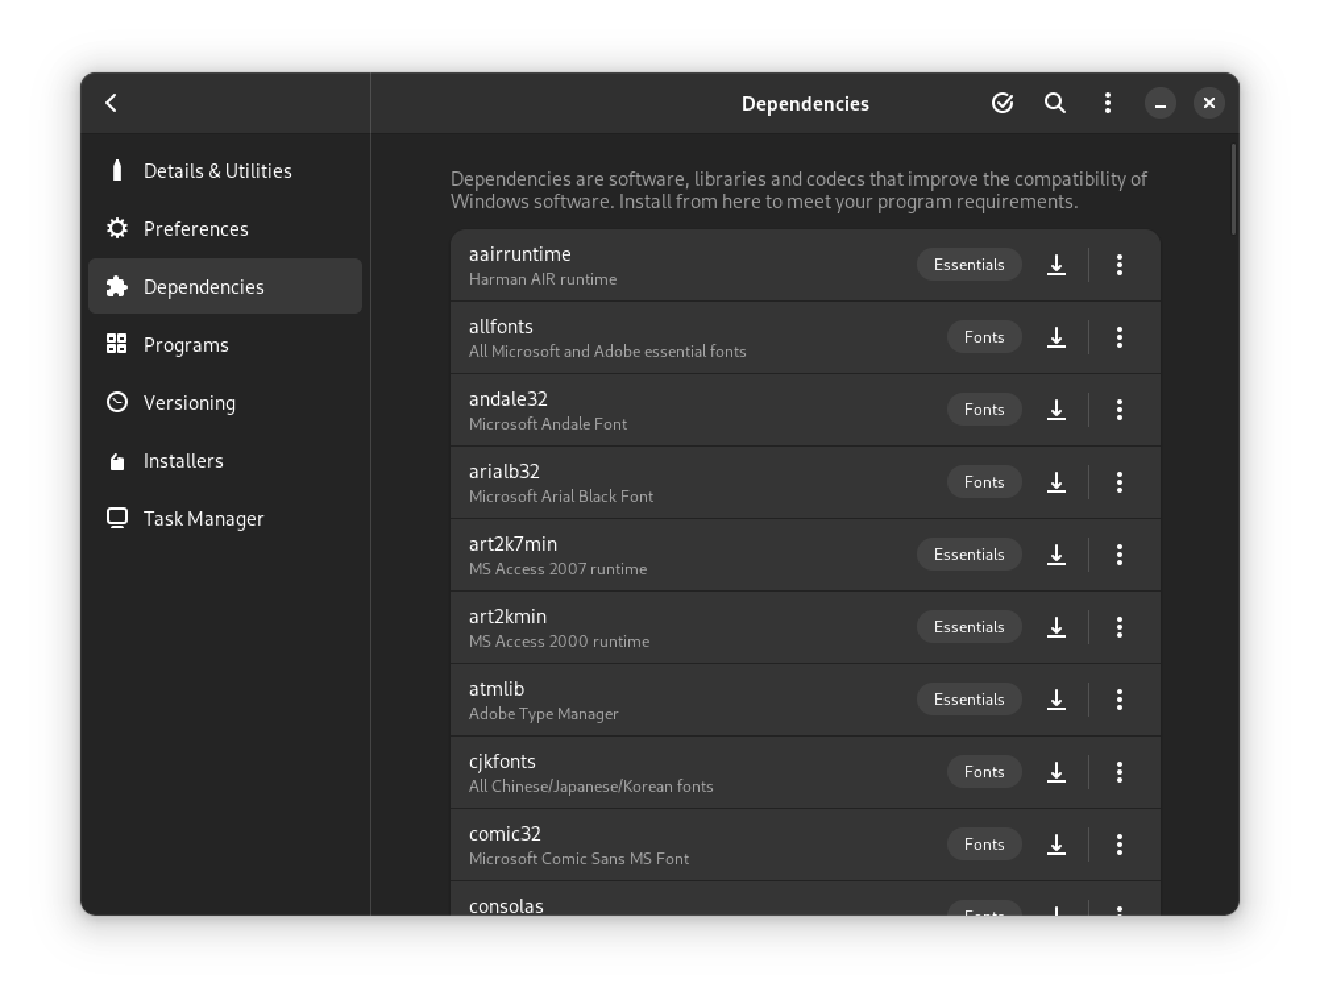 Dependencies
Details & Utilities
Preferences
Dependencies
Programs
Versioning
Installers
Task Manager
Dependencies are software, libraries and codecs that improve the compatibility of
Windows software. Install from here to meet your program requirements.
aairruntime
Harman AIR runtime
Essentials
allfonts
All Microsoft and Adobe essential fonts
Fonts
andale32
Microsoft Andale Font
Fonts
arialb32
Microsoft Arial Black Font
Fonts
art2k7min
MS Access 2007 runtime
Essentials
art2kmin
MS Access 2000 runtime
Essentials
atmlib
Adobe Type Manager
Essentials
cjkfonts
All Chinese/Japanese/Korean fonts
Fonts
comic32
Microsoft Comic Sans MS Font
Fonts
consolas
Fonts